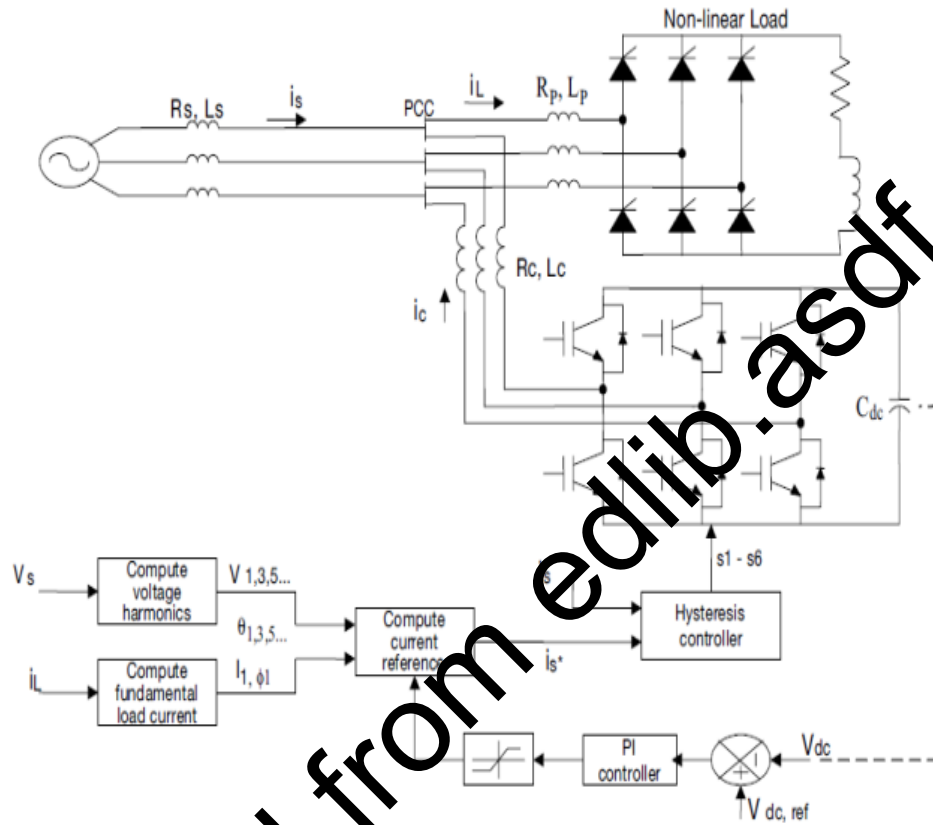 Non-linear Load
Rs, Ls
is
PCC
iL
Rp, Lp
Rc, Lc
ic
Cdc
s1 - s6
Vs
Compute
voltage
harmonics
V 1,3,5...
θ1,3,5...
iL
Compute
fundamental
load current
I1, ϕ1
Compute
current
reference
is*
Hysteresis
controller
PI
controller
Vdc
V dc, ref
from edlib.asdf